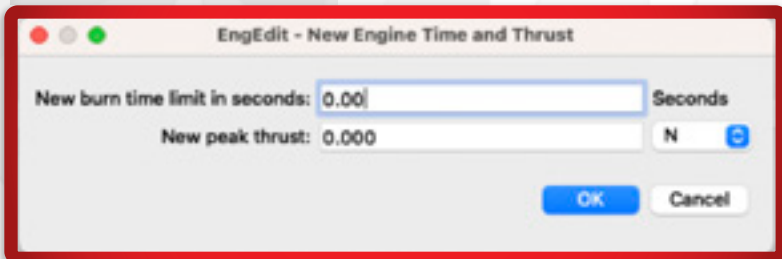 EngEdit - New Engine Time and Thrust
New burn time limit in seconds: 0.00 Seconds
New peak thrust: 0.000 N
OK Cancel